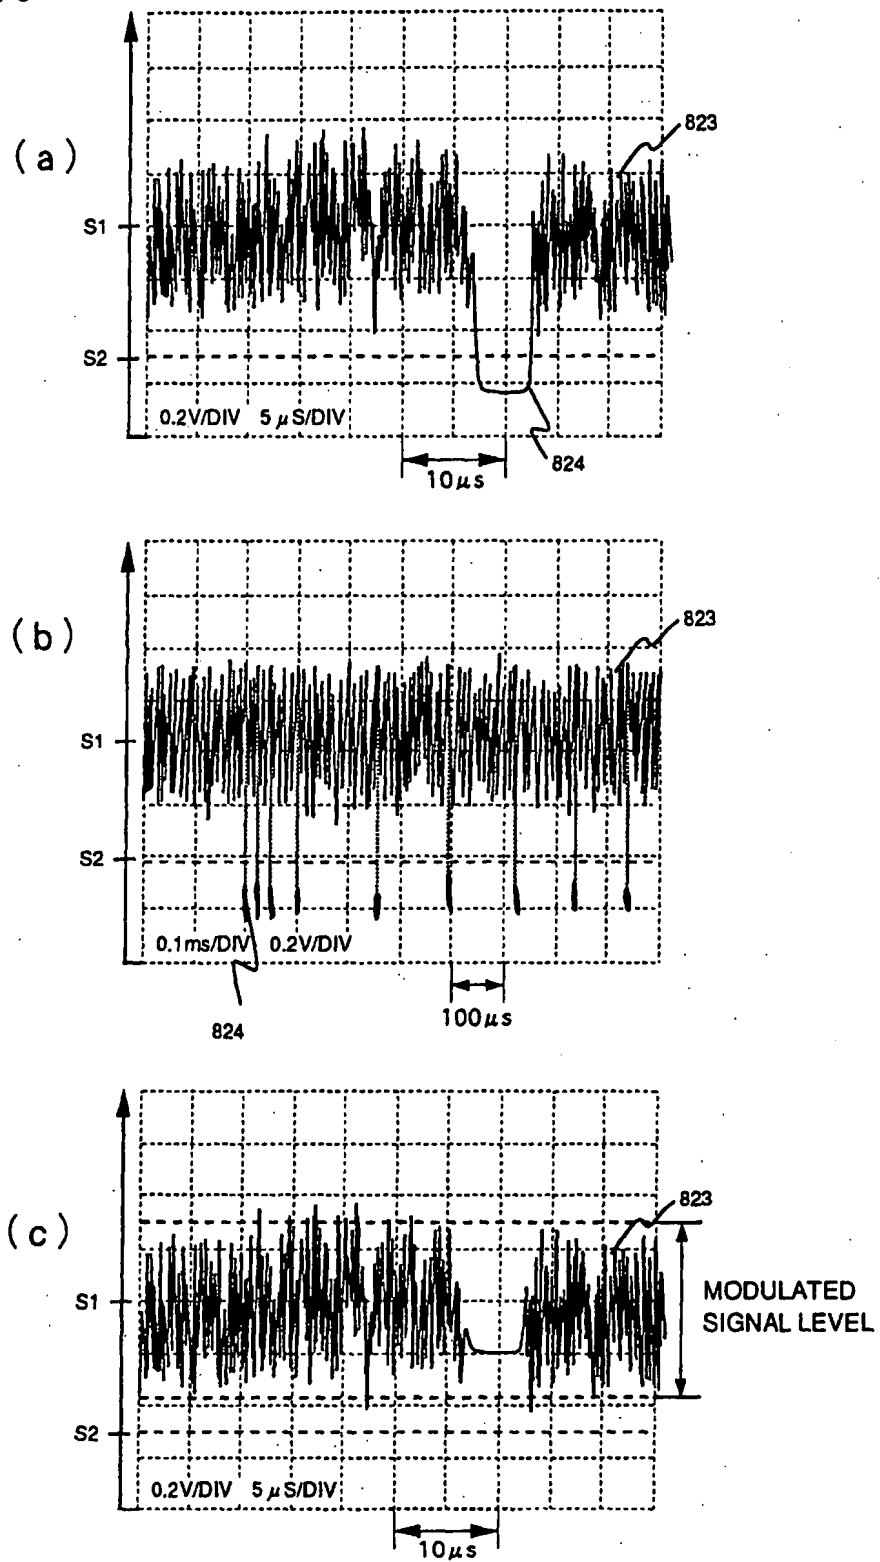 (a)
823
S1
S2
0.2V/DIV 5 μS/DIV
824
10μs
(b)
823
S1
S2
0.1ms/DIV 0.2V/DIV
824
100μs
(c)
823
S1
MODULATED
SIGNAL LEVEL
S2
0.2V/DIV 5 μS/DIV
10μs